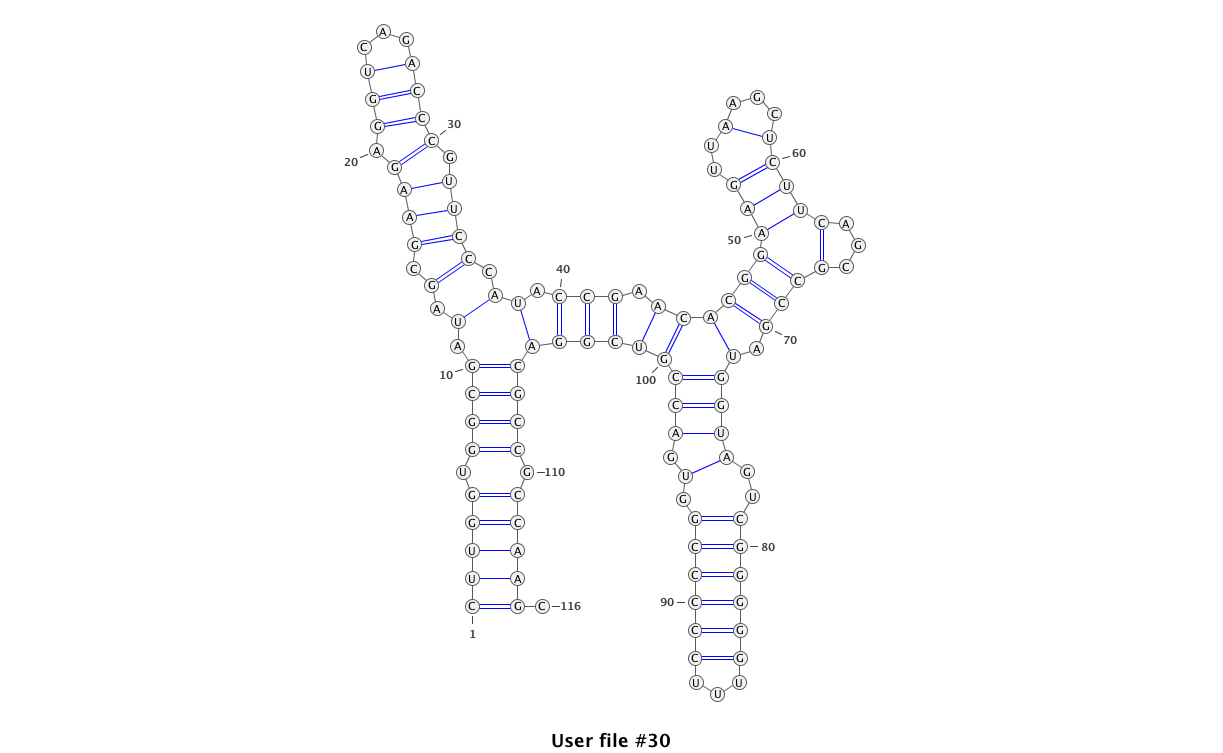 C U U G G U G G C G
A U A G C G A A G A
G G U C A G A C C C
G U U C C C A U A C
C G A A C A C G G A
A G U U A A G C U C
U U C A G C G C C G
A U G G U A G U C G
G G G G U U U C C C
C C G G U G A C C G
U C G G A C G C C G
C C A A G C
1
10
20
30
40
50
60
70
80
90
100
110
116
User file #30